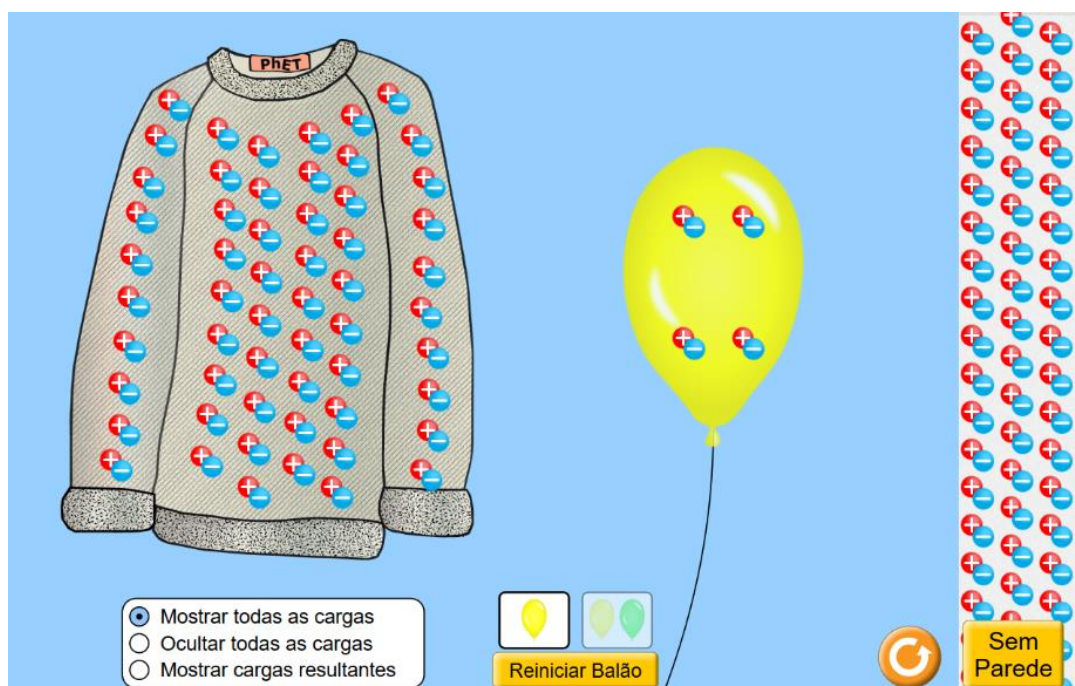 PhET
Mostrar todas as cargas
Ocultar todas as cargas
Mostrar cargas resultantes
Reiniciar Balão
Sem
Parede